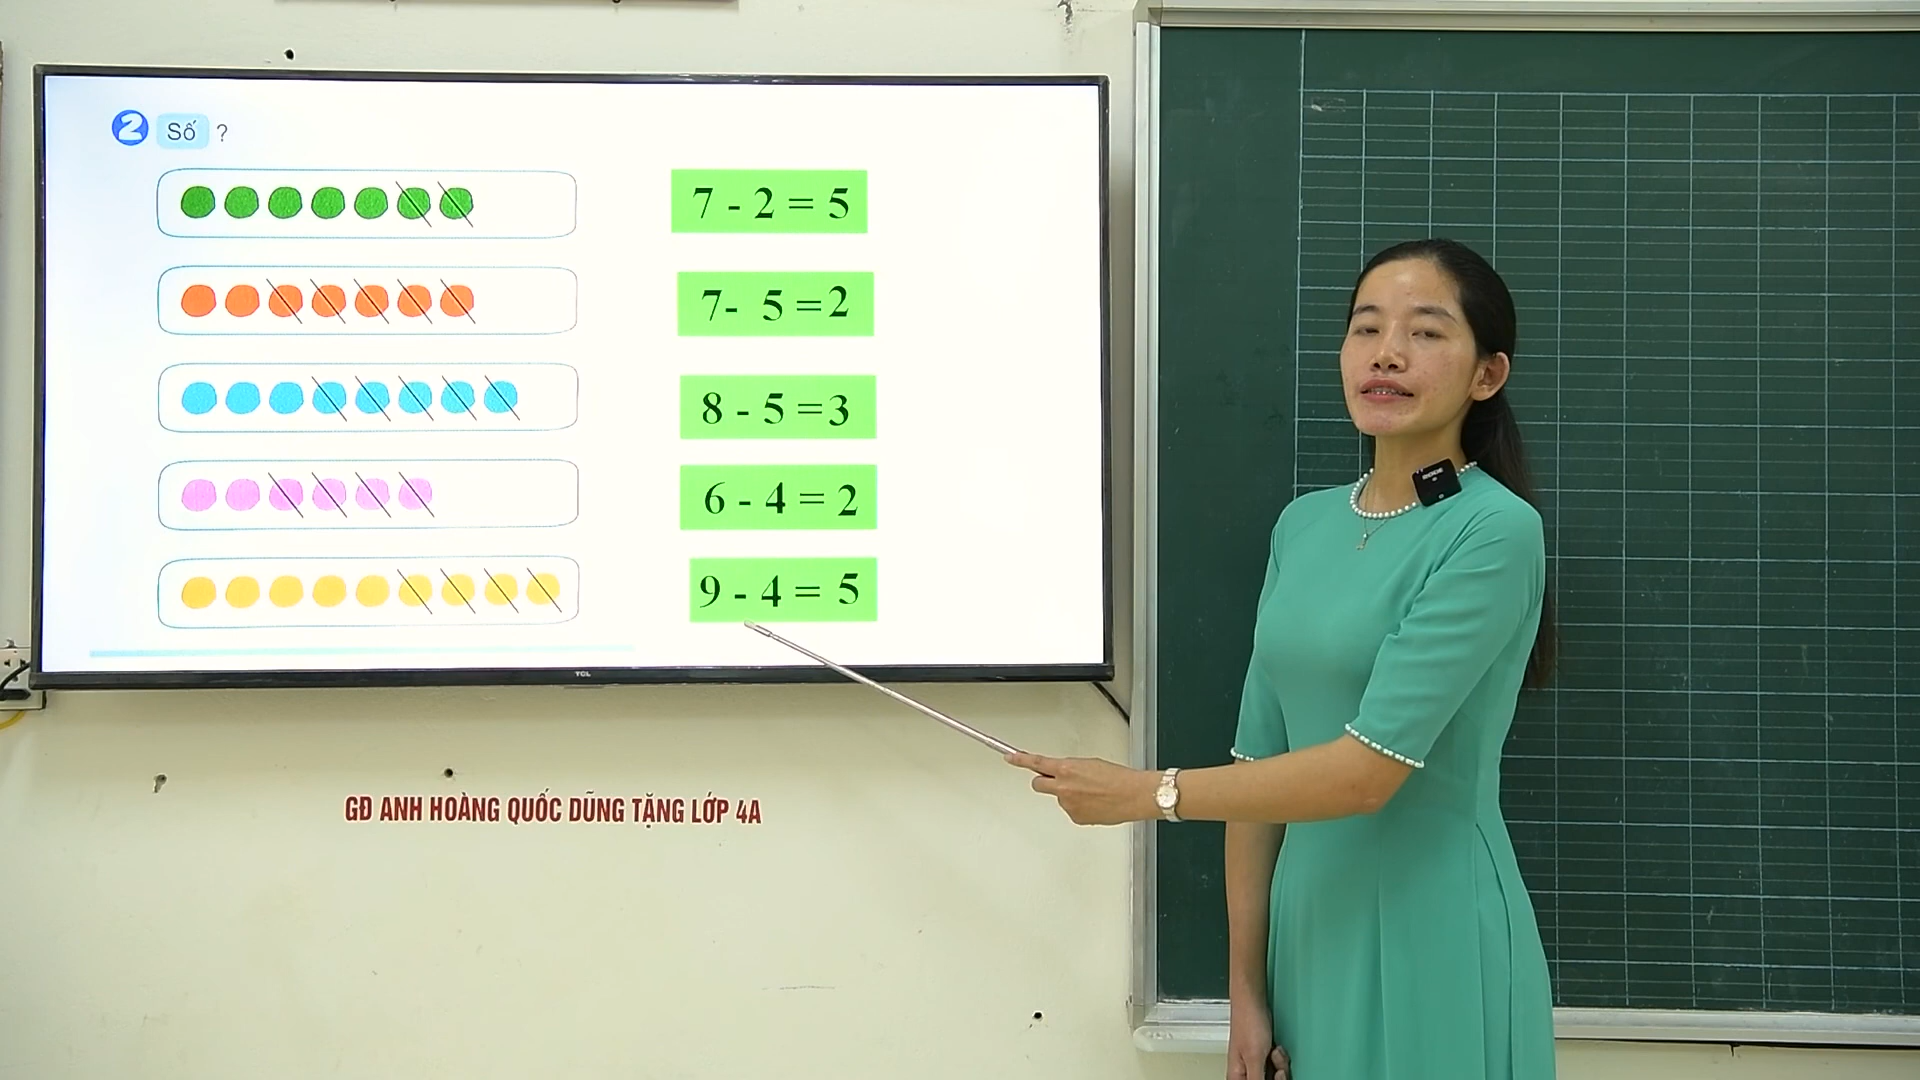 2 Số ?
7 - 2 = 5
7- 5 =2
8 - 5 =3
6 - 4 = 2
9 - 4 = 5
TCL
GĐ ANH HOÀNG QUỐC DŨNG TẶNG LỚP 4A